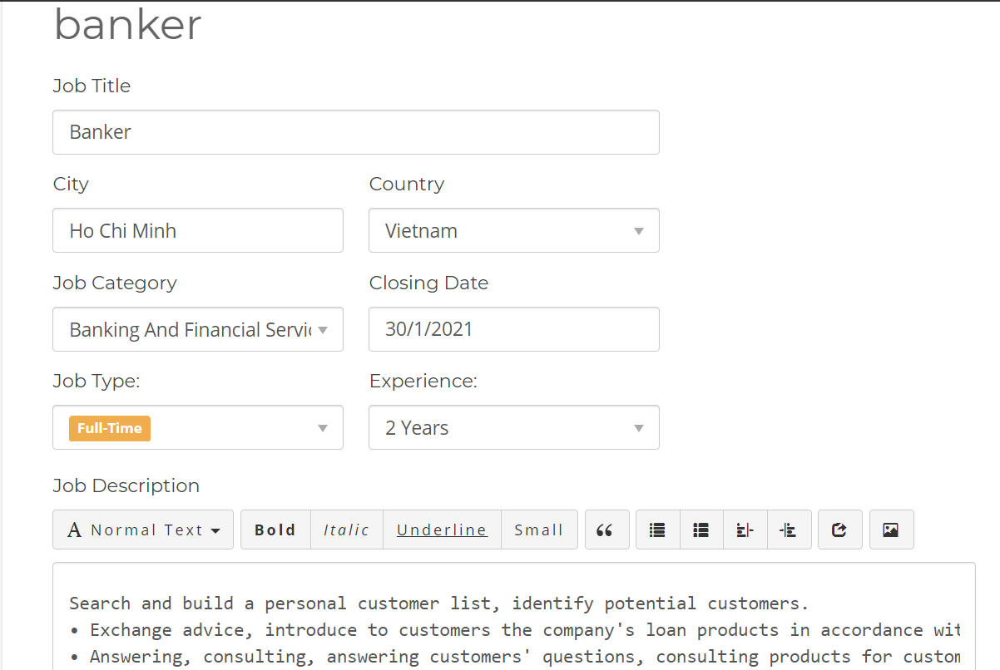 banker
Job Title
Banker
City Country
Ho Chi Minh Vietnam
Job Category Closing Date
Banking And Financial Servi 30/1/2021
Job Type: Experience:
Full-Time 2 Years
Job Description
A Normal Text Bold Italic Underline Small
Search and build a personal customer list, identify potential customers.
• Exchange advice, introduce to customers the company's loan products in accordance wit
• Answering, consulting, answering customers' questions, consulting products for custom